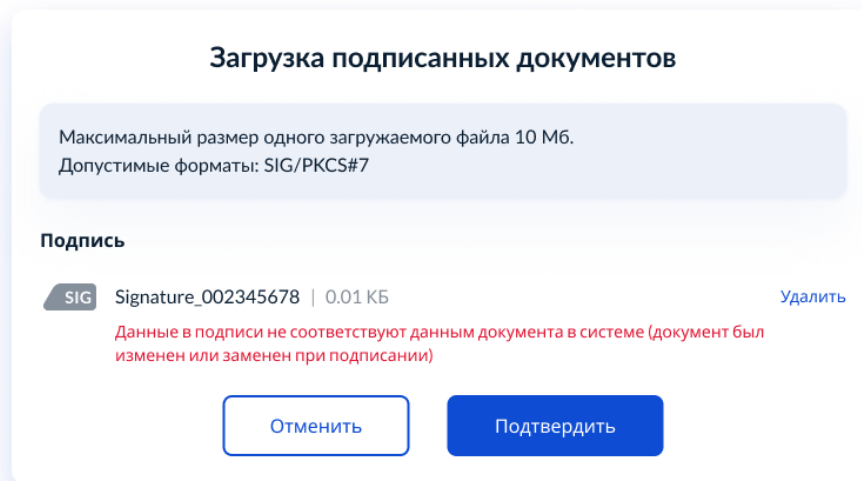 Загрузка подписанных документов
Максимальный размер одного загружаемого файла 10 Мб.
Допустимые форматы: SIG/PKCS#7
Подпись
SIG Signature_002345678 | 0.01 КБ Удалить
Данные в подписи не соответствуют данным документа в системе (документ был
изменен или заменен при подписании)
Отменить Подтвердить